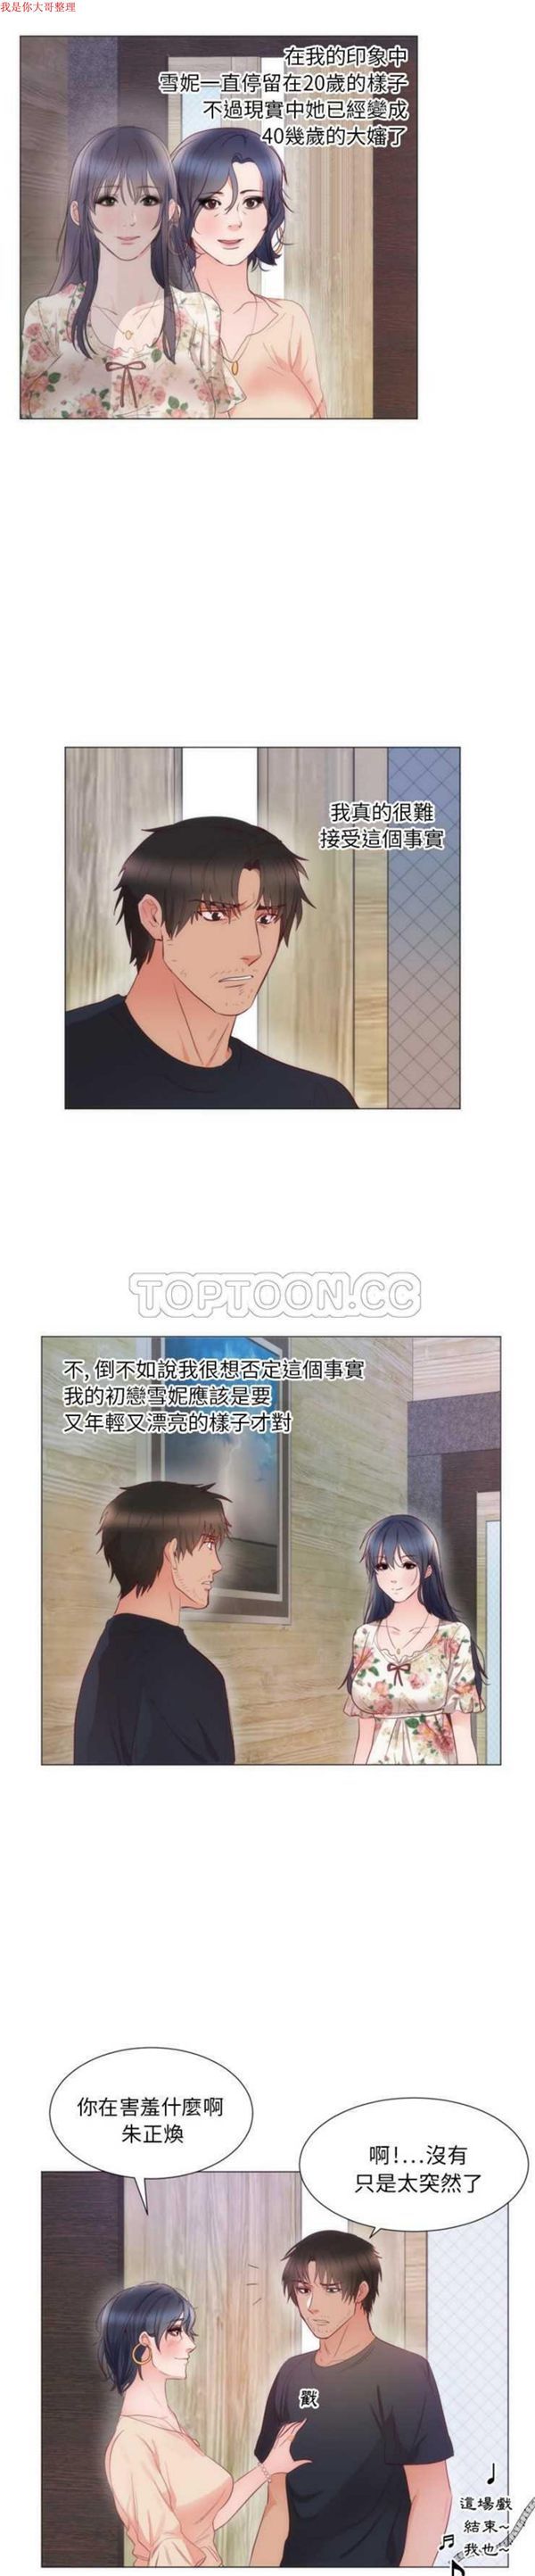 我是你大哥整理
在我的印象中
雪妮一直停留在20歲的樣子
不過現實中她已經變成
40幾歲的大嬸了
我真的很難
接受這個事實
TOPTOON.CC
不, 倒不如說我很想否定這個事實
我的初戀雪妮應該是要
又年輕又漂亮的樣子才對
你在害羞什麼啊
朱正煥
啊!...沒有
只是太突然了
戳
這場戲
結束~
我也~